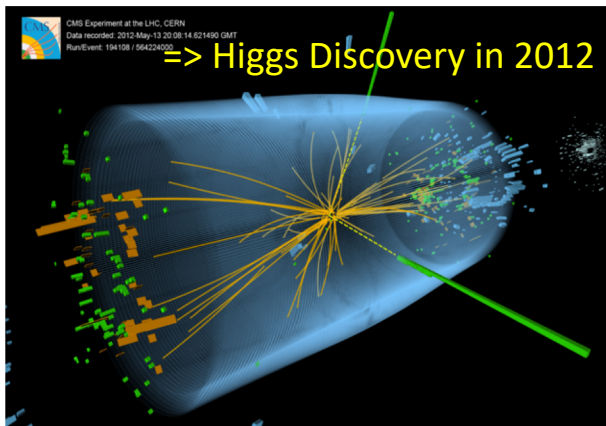 CMS
CMS Experiment at the LHC, CERN
Data recorded: 2012-May-13 20:08:14.621490 GMT
Run/Event: 194108 / 564224000
=> Higgs Discovery in 2012